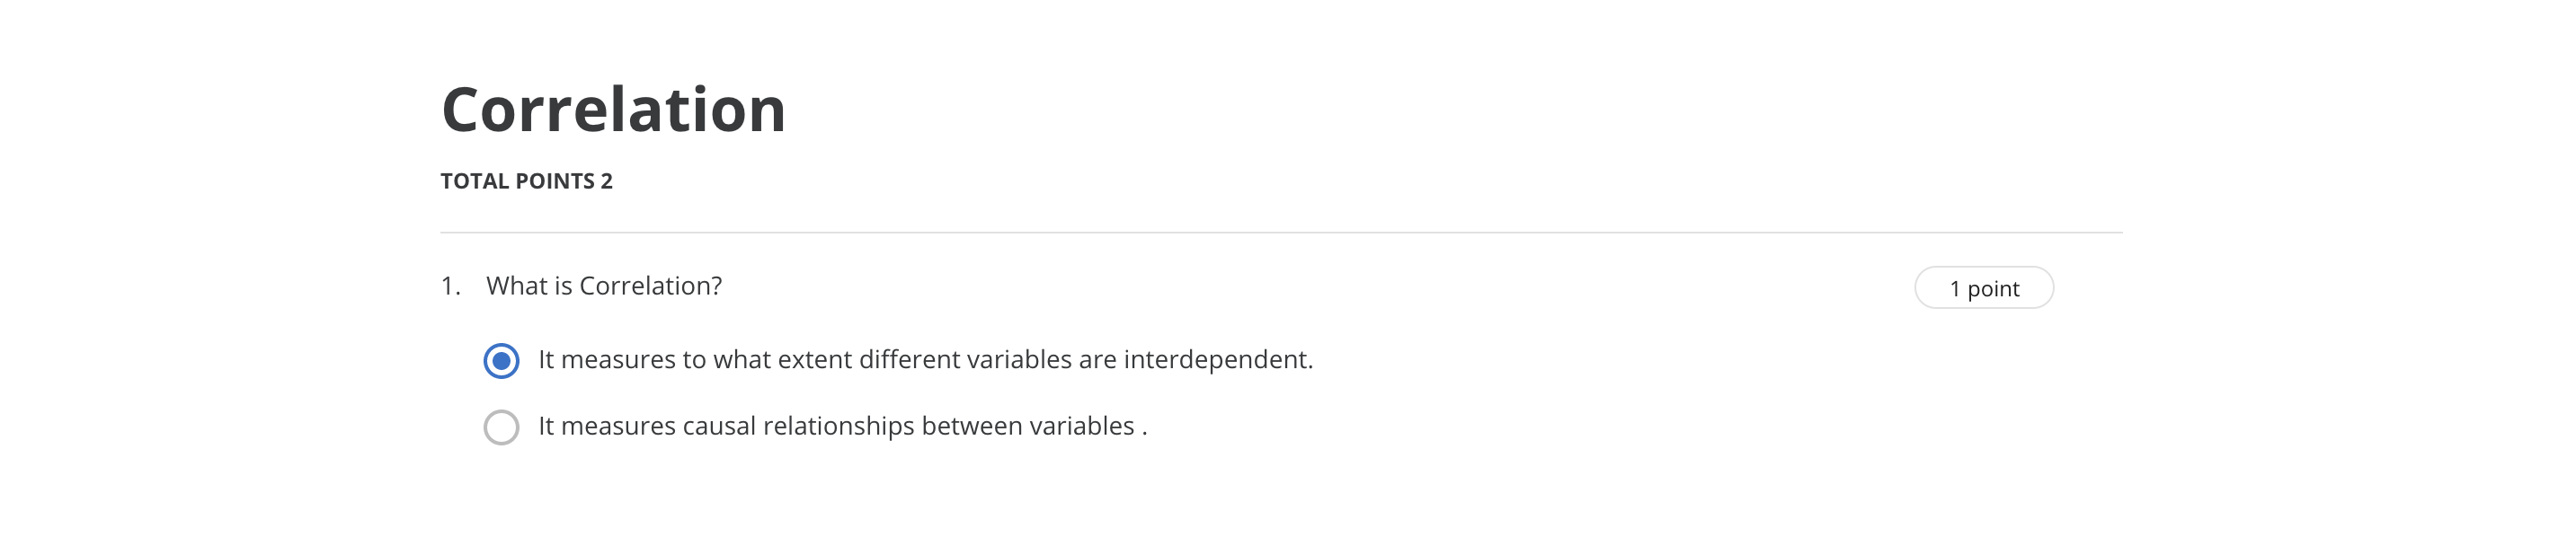 Correlation
TOTAL POINTS 2
1. What is Correlation?
1 point
It measures to what extent different variables are interdependent.
It measures causal relationships between variables .